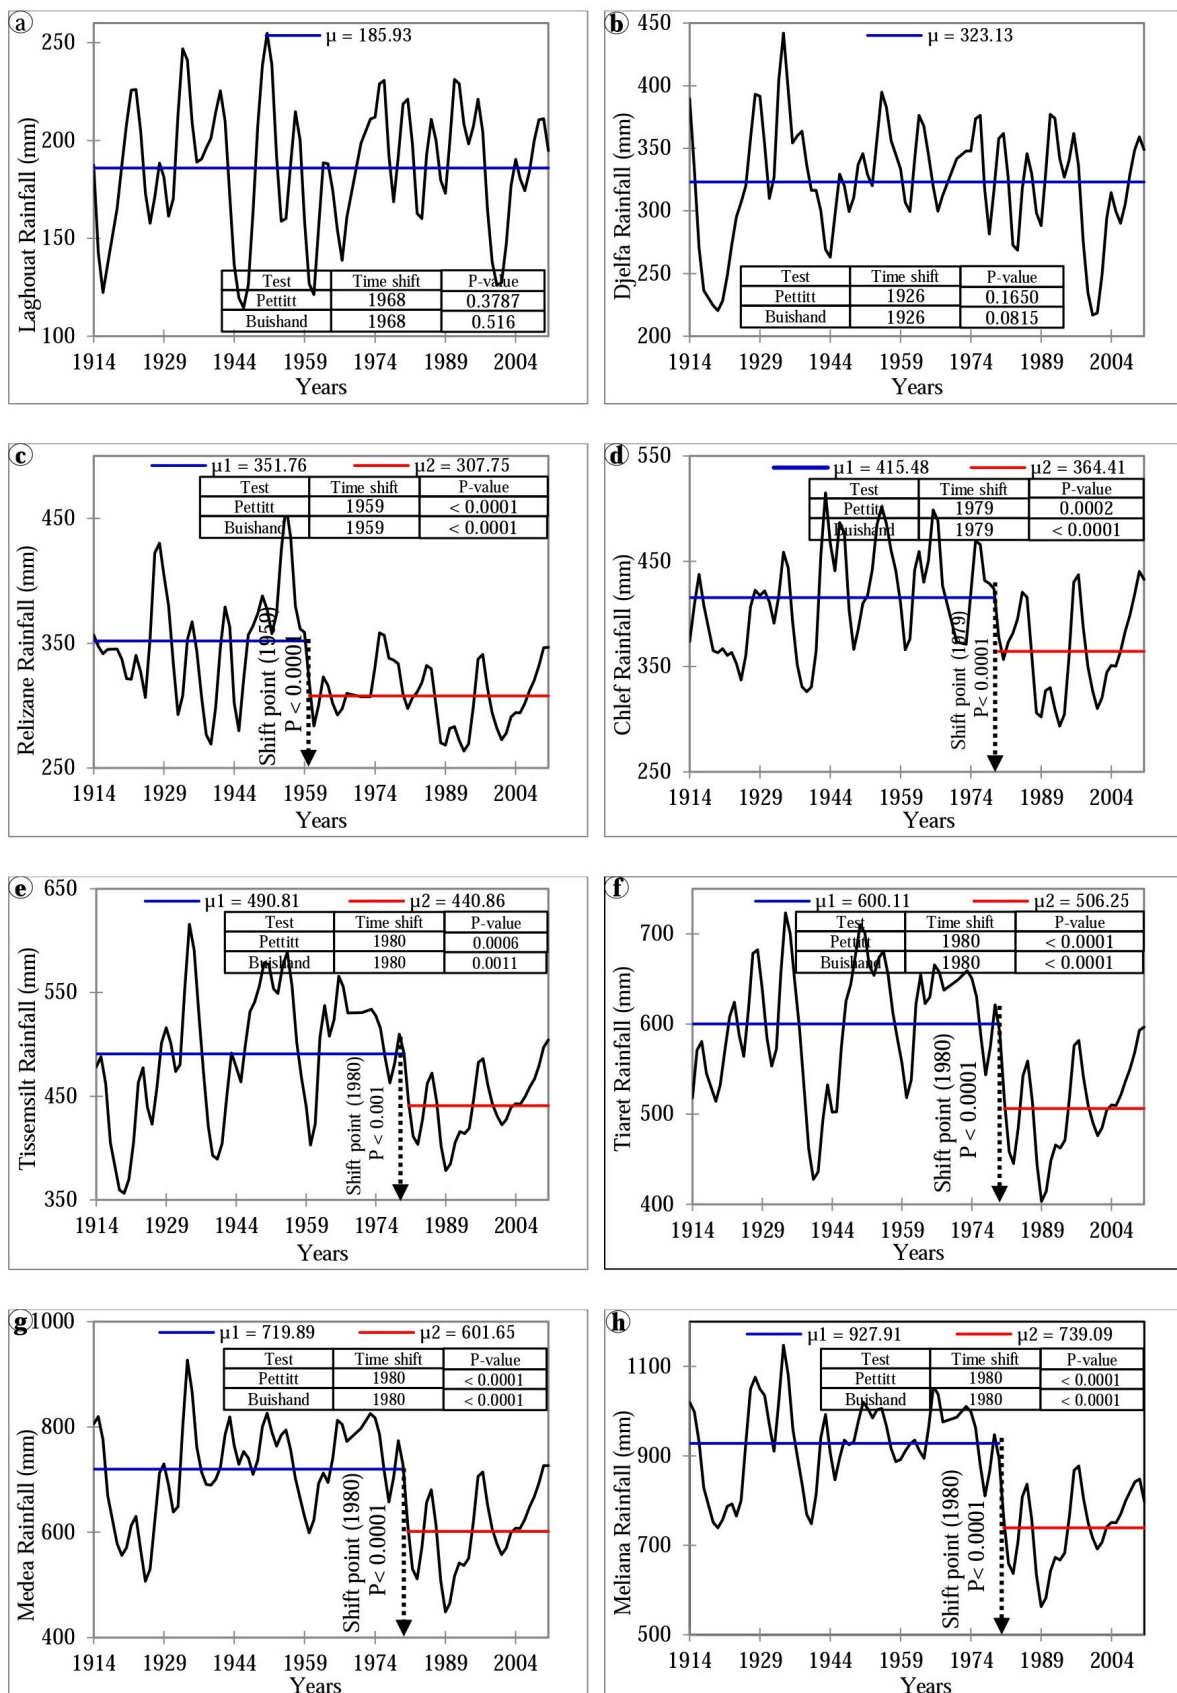 a
μ = 185.93
Laghouat Rainfall (mm)
250
200
150
100
Test Time shift P-value
Pettitt 1968 0.3787
Buishand 1968 0.516
1914 1929 1944 1959 1974 1989 2004
Years
b
μ = 323.13
Djelfa Rainfall (mm)
450
400
350
300
250
200
Test Time shift P-value
Pettitt 1926 0.1650
Buishand 1926 0.0815
1914 1929 1944 1959 1974 1989 2004
Years
c
μ1 = 351.76 μ2 = 307.75
Test Time shift P-value
Pettitt 1959 < 0.0001
Buishand 1959 < 0.0001
Relizane Rainfall (mm)
450
350
250
Shift point (1959)
P < 0.0001
1914 1929 1944 1959 1974 1989 2004
Years
d
μ1 = 415.48 μ2 = 364.41
Test Time shift P-value
Pettitt 1979 0.0002
Buishand 1979 < 0.0001
Chlef Rainfall (mm)
550
450
350
250
Shift point (1979)
P< 0.0001
1914 1929 1944 1959 1974 1989 2004
Years
e
μ1 = 490.81 μ2 = 440.86
Test Time shift P-value
Pettitt 1980 0.0006
Buishand 1980 0.0011
Tissemsilt Rainfall (mm)
650
550
450
350
Shift point (1980)
P < 0.001
1914 1929 1944 1959 1974 1989 2004
Years
f
μ1 = 600.11 μ2 = 506.25
Test Time shift P-value
Pettitt 1980 < 0.0001
Buishand 1980 < 0.0001
Tiaret Rainfall (mm)
700
600
500
400
Shift point (1980)
P < 0.0001
1914 1929 1944 1959 1974 1989 2004
Years
g
μ1 = 719.89 μ2 = 601.65
Test Time shift P-value
Pettitt 1980 < 0.0001
Buishand 1980 < 0.0001
Medea Rainfall (mm)
1000
800
600
400
Shift point (1980)
P< 0.0001
1914 1929 1944 1959 1974 1989 2004
Years
h
μ1 = 927.91 μ2 = 739.09
Test Time shift P-value
Pettitt 1980 < 0.0001
Buishand 1980 < 0.0001
Meliana Rainfall (mm)
1100
900
700
500
Shift point (1980)
P< 0.0001
1914 1929 1944 1959 1974 1989 2004
Years